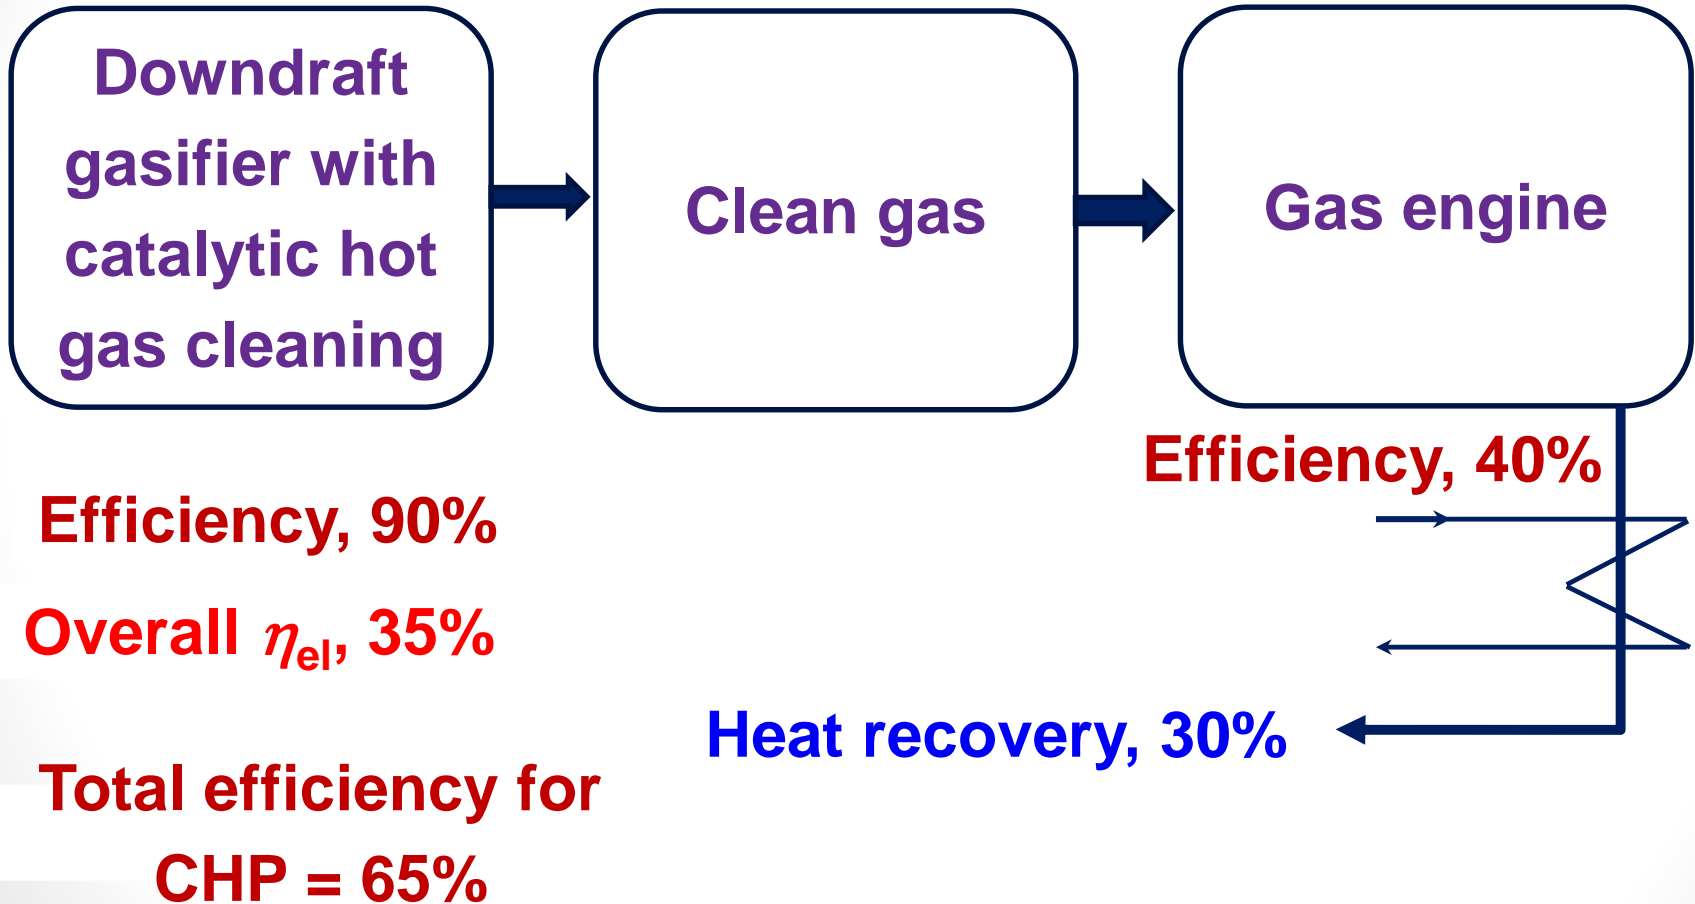 Downdraft
gasifier with
catalytic hot
gas cleaning
Clean gas
Gas engine
Efficiency, 40%
Efficiency, 90%
Overall ηel, 35%
Heat recovery, 30%
Total efficiency for
CHP = 65%